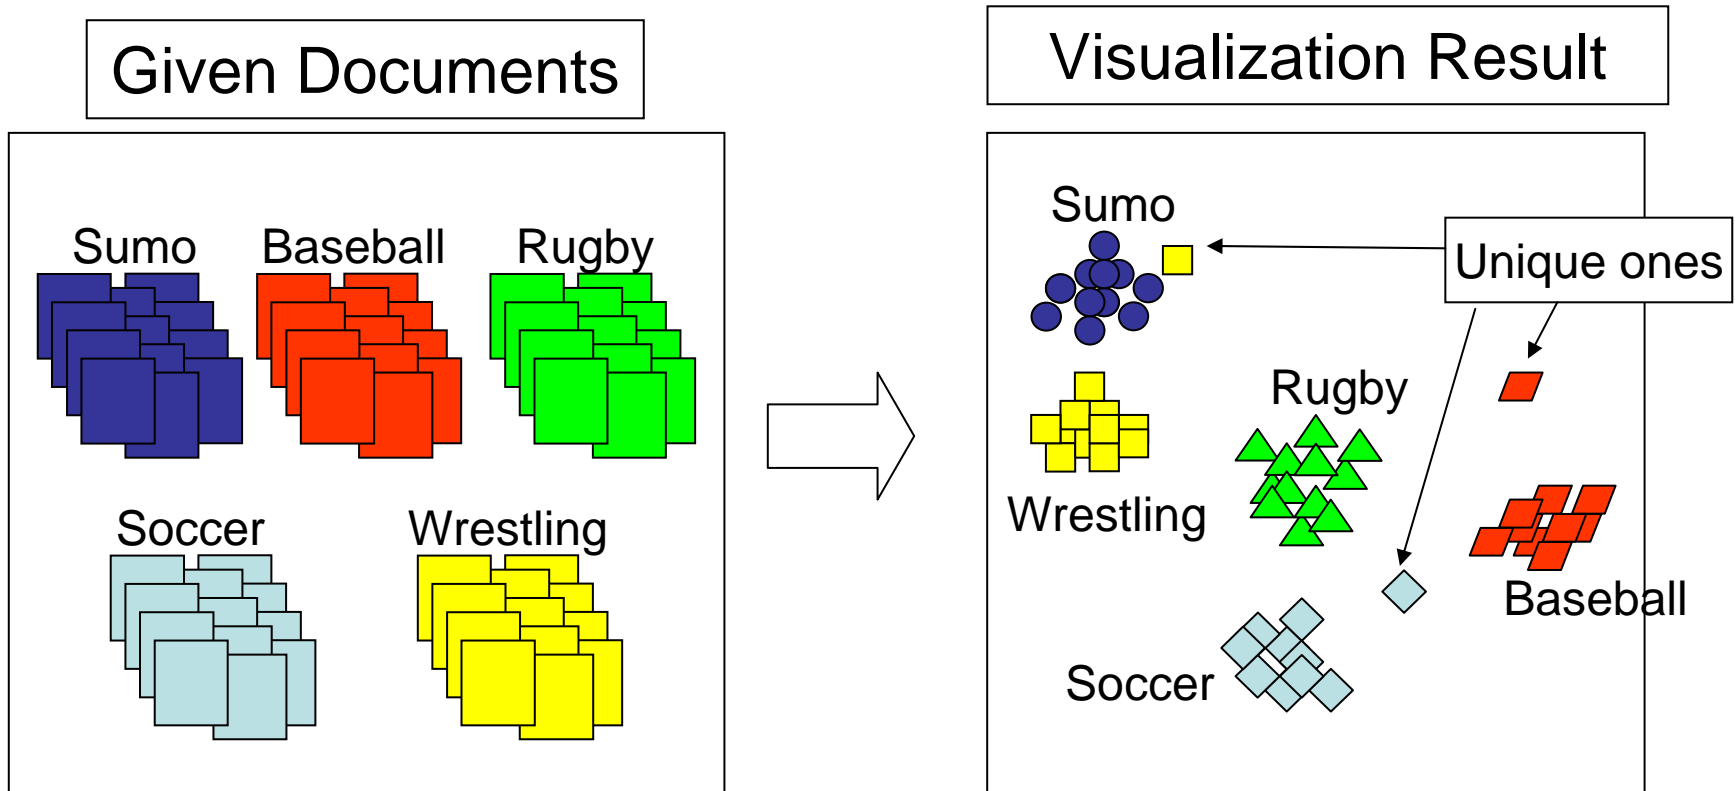 Given Documents
Sumo
Baseball
Rugby
Soccer
Wrestling
Visualization Result
Sumo
Unique ones
Rugby
Wrestling
Baseball
Soccer